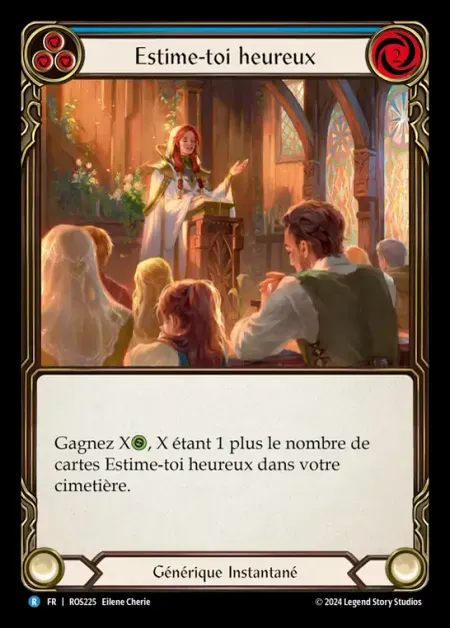 Estime-toi heureux
2
Gagnez X, X étant 1 plus le nombre de
cartes Estime-toi heureux dans votre
cimetière.
Générique Instantané
R FR | ROS225 Eilene Cherie
© 2024 Legend Story Studios